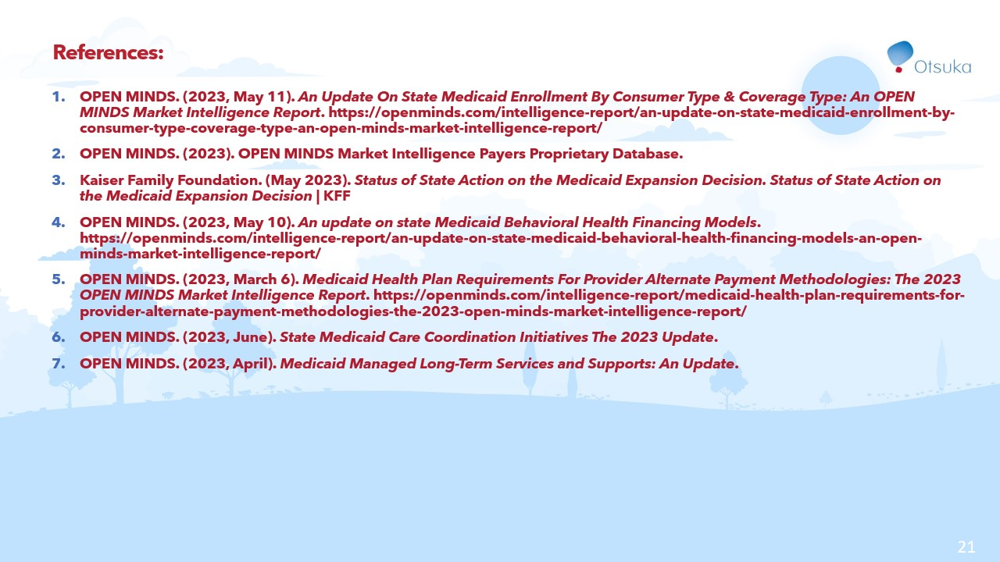 References:
Otsuka
1. OPEN MINDS. (2023, May 11). An Update On State Medicaid Enrollment By Consumer Type & Coverage Type: An OPEN
MINDS Market Intelligence Report. https://openminds.com/intelligence-report/an-update-on-state-medicaid-enrollment-by-
consumer-type-coverage-type-an-open-minds-market-intelligence-report/
2. OPEN MINDS. (2023). OPEN MINDS Market Intelligence Payers Proprietary Database.
3. Kaiser Family Foundation. (May 2023). Status of State Action on the Medicaid Expansion Decision. Status of State Action on
the Medicaid Expansion Decision | KFF
4. OPEN MINDS. (2023, May 10). An update on state Medicaid Behavioral Health Financing Models.
https://openminds.com/intelligence-report/an-update-on-state-medicaid-behavioral-health-financing-models-an-open-
minds-market-intelligence-report/
5. OPEN MINDS. (2023, March 6). Medicaid Health Plan Requirements For Provider Alternate Payment Methodologies: The 2023
OPEN MINDS Market Intelligence Report. https://openminds.com/intelligence-report/medicaid-health-plan-requirements-for-
provider-alternate-payment-methodologies-the-2023-open-minds-market-intelligence-report/
6. OPEN MINDS. (2023, June). State Medicaid Care Coordination Initiatives The 2023 Update.
7. OPEN MINDS. (2023, April). Medicaid Managed Long-Term Services and Supports: An Update.
21